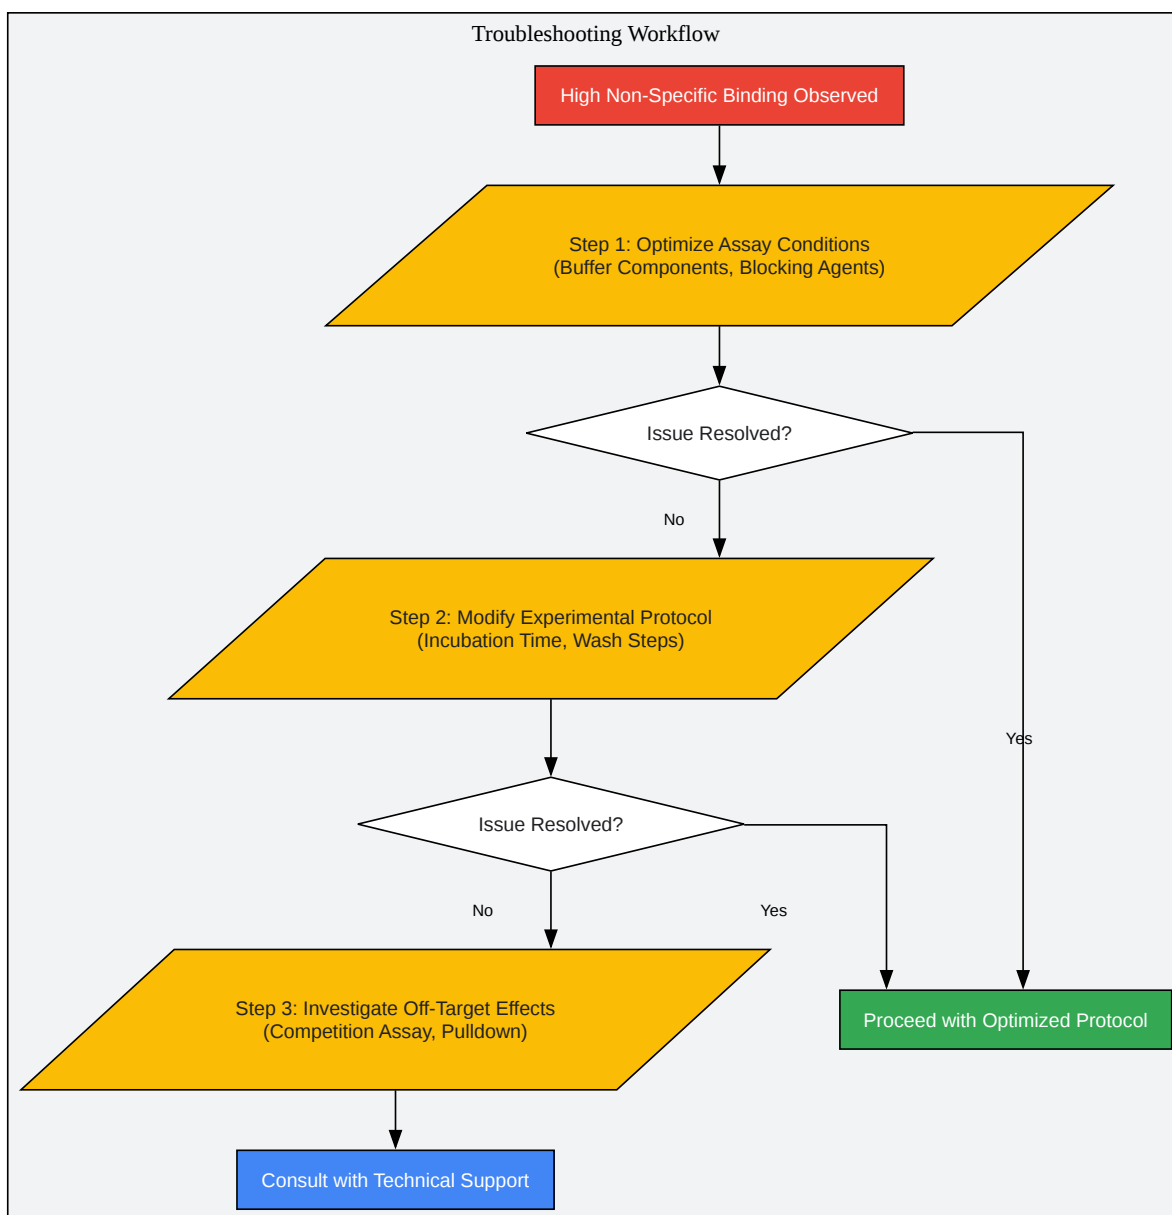 Troubleshooting Workflow
High Non-Specific Binding Observed
Step 1: Optimize Assay Conditions
(Buffer Components, Blocking Agents)
Issue Resolved?
No
Step 2: Modify Experimental Protocol
(Incubation Time, Wash Steps)
Yes
Issue Resolved?
No
Yes
Step 3: Investigate Off-Target Effects
(Competition Assay, Pulldown)
Proceed with Optimized Protocol
Consult with Technical Support